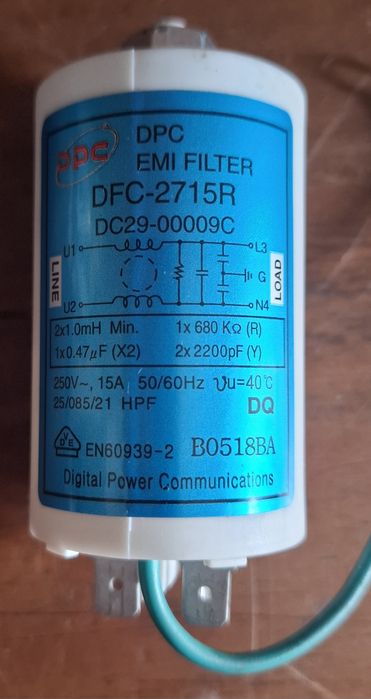 DPC
dpc
EMI FILTER
DFC-2715R
DC29-00009C
U1 L3
LINE G LOAD
U2 N4
2x1.0mH Min. 1x 680 KΩ (R)
1x0.47μF (X2) 2x 2200pF (Y)
250V~, 15A, 50/60Hz ϑu=40℃
25/085/21 HPF DQ
DVE EN60939-2 B0518BA
Digital Power Communications